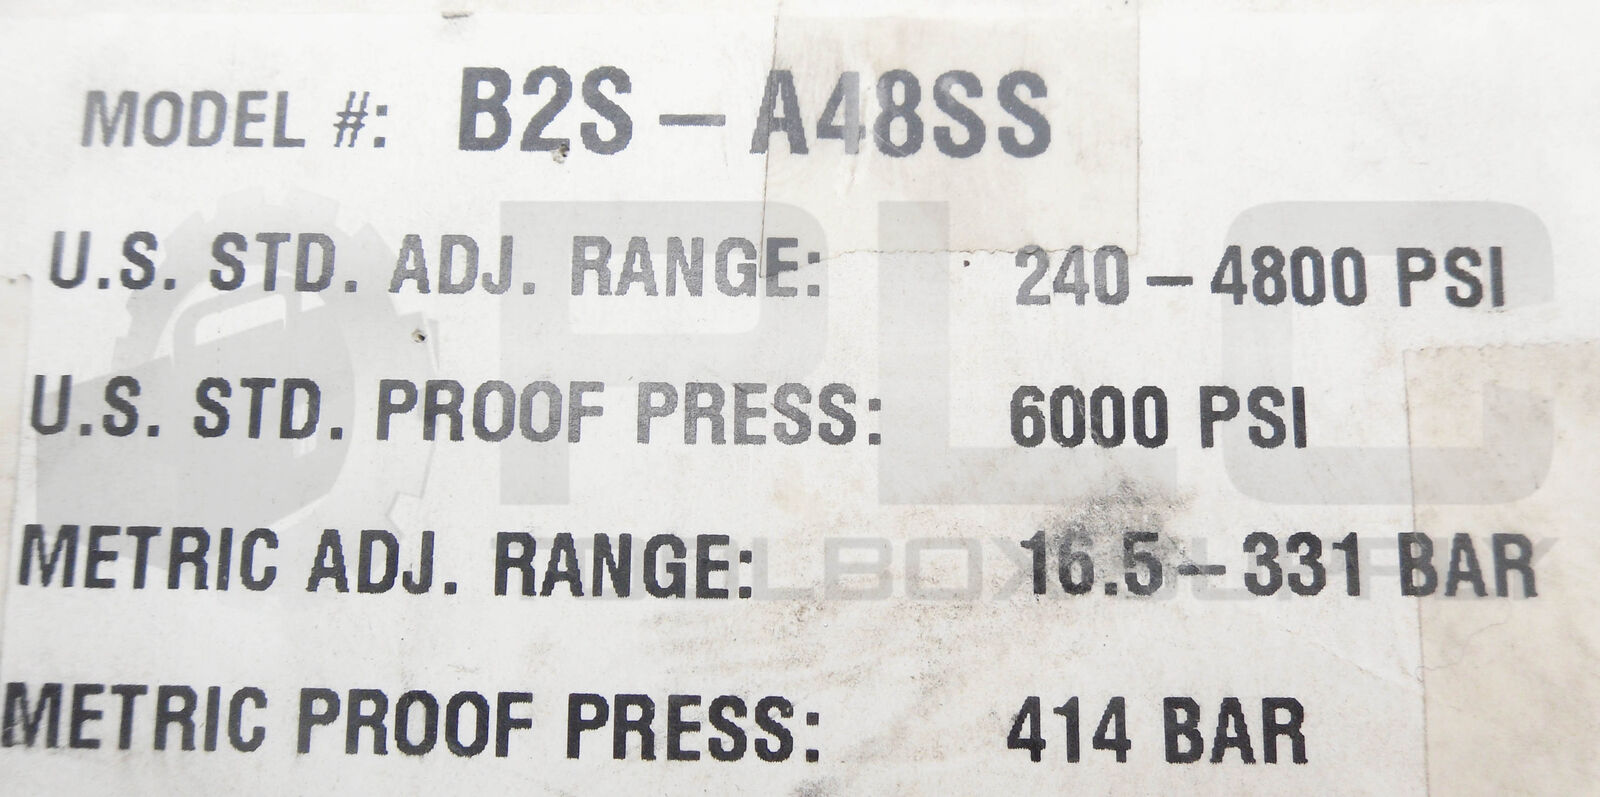 MODEL #: B2S - A48SS
U.S. STD. ADJ. RANGE: 240 - 4800 PSI
U.S. STD. PROOF PRESS: 6000 PSI
METRIC ADJ. RANGE: 16.5 - 331 BAR
METRIC PROOF PRESS: 414 BAR
PLC